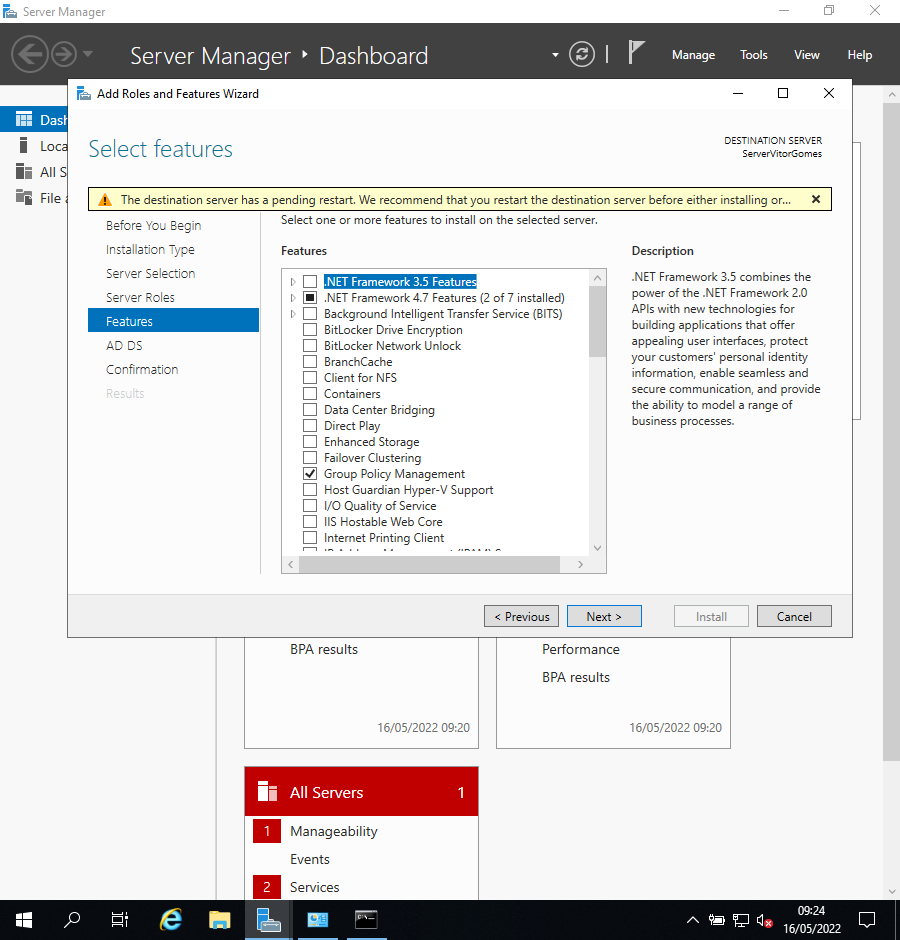 Server Manager
Server Manager ‣ Dashboard
Manage Tools View Help
Add Roles and Features Wizard
Dash
Loca
All S
File a
Select features
DESTINATION SERVER
ServerVitorGomes
The destination server has a pending restart. We recommend that you restart the destination server before either installing or...
Before You Begin
Installation Type
Server Selection
Server Roles
Features
AD DS
Confirmation
Results
Select one or more features to install on the selected server.
Features
.NET Framework 3.5 Features
.NET Framework 4.7 Features (2 of 7 installed)
Background Intelligent Transfer Service (BITS)
BitLocker Drive Encryption
BitLocker Network Unlock
BranchCache
Client for NFS
Containers
Data Center Bridging
Direct Play
Enhanced Storage
Failover Clustering
Group Policy Management
Host Guardian Hyper-V Support
I/O Quality of Service
IIS Hostable Web Core
Internet Printing Client
Description
.NET Framework 3.5 combines the
power of the .NET Framework 2.0
APIs with new technologies for
building applications that offer
appealing user interfaces, protect
your customers' personal identity
information, enable seamless and
secure communication, and provide
the ability to model a range of
business processes.
< Previous
Next >
Install
Cancel
BPA results
16/05/2022 09:20
Performance
BPA results
16/05/2022 09:20
All Servers 1
1 Manageability
Events
2 Services
09:24
16/05/2022